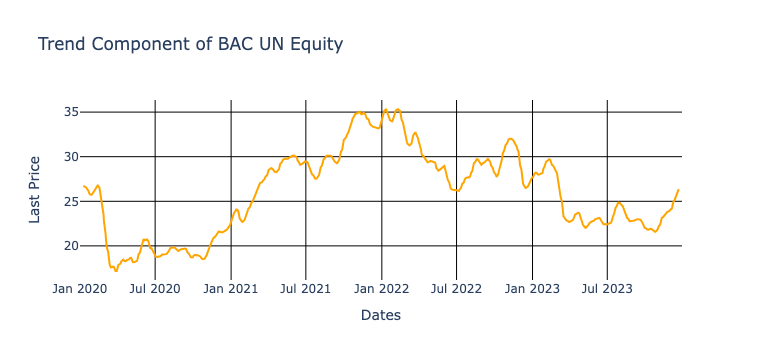 Trend Component of BAC UN Equity
35
30
25
20
Last Price
Jan 2020 Jul 2020 Jan 2021 Jul 2021 Jan 2022 Jul 2022 Jan 2023 Jul 2023
Dates